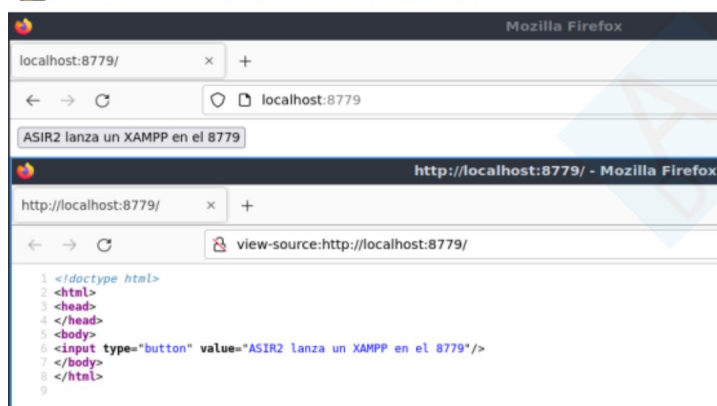 Mozilla Firefox
localhost:8779/ × +
localhost:8779
ASIR2 lanza un XAMPP en el 8779
http://localhost:8779/ - Mozilla Firefox
http://localhost:8779/ × +
view-source:http://localhost:8779/
1 <!doctype html>
2 <html>
3 <head>
4 </head>
5 <body>
6 <input type="button" value="ASIR2 lanza un XAMPP en el 8779"/>
7 </body>
8 </html>
9